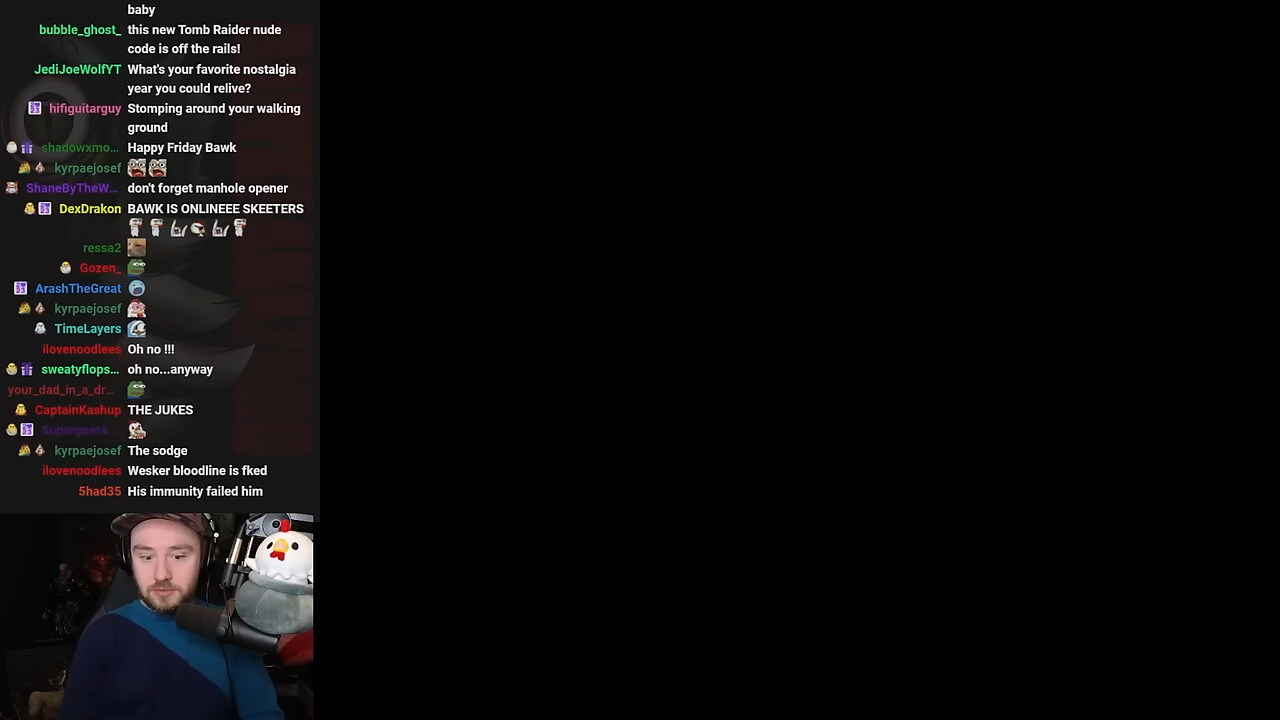 baby
bubble_ghost_ this new Tomb Raider nude
code is off the rails!
JediJoeWolfYT What's your favorite nostalgia
year you could relive?
hifiguitarguy Stomping around your walking
ground
shadowxmo... Happy Friday Bawk
kyrpaejosef
ShaneByTheW... don't forget manhole opener
DexDrakon BAWK IS ONLINEEE SKEETERS
ressa2
Gozen_
ArashTheGreat
kyrpaejosef
TimeLayers
ilovenoodlees Oh no !!!
sweatyflops... oh no...anyway
your_dad_in_a_dr...
CaptainKashup THE JUKES
Supergoat4...
kyrpaejosef The sodge
ilovenoodlees Wesker bloodline is fked
5had35 His immunity failed him